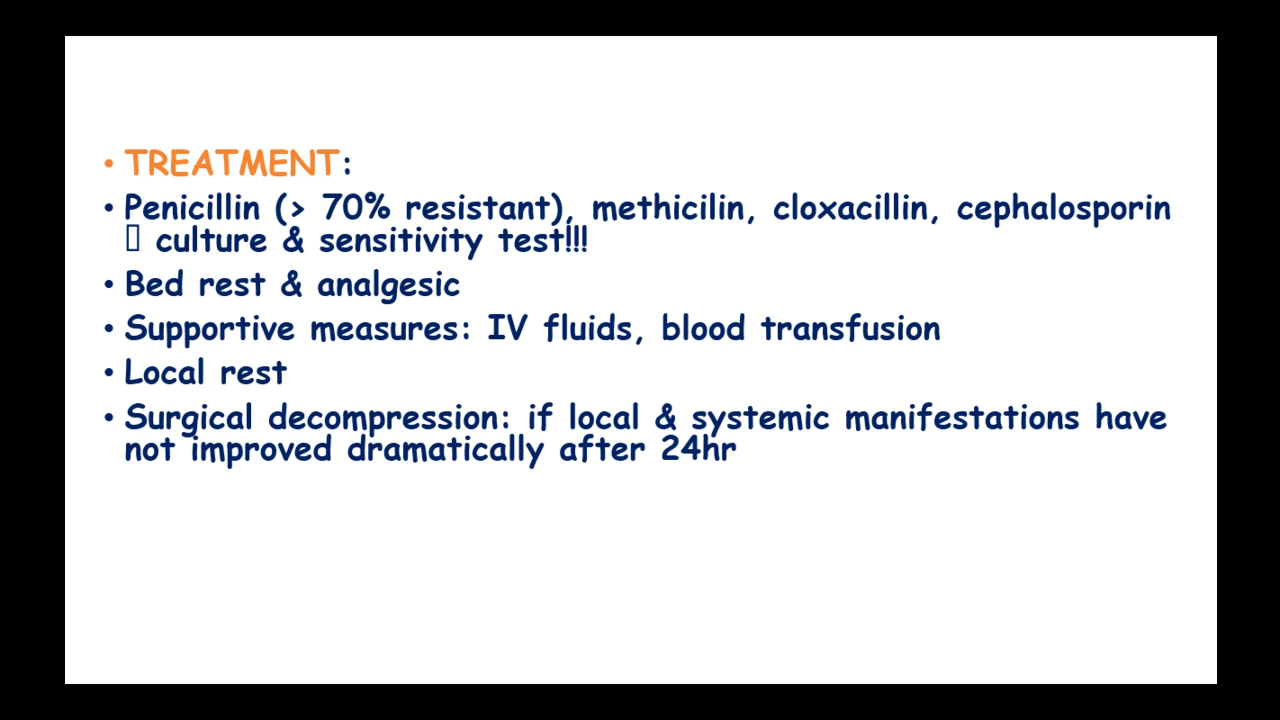 • TREATMENT:
• Penicillin (> 70% resistant), methicilin, cloxacillin, cephalosporin
▯ culture & sensitivity test!!!
• Bed rest & analgesic
• Supportive measures: IV fluids, blood transfusion
• Local rest
• Surgical decompression: if local & systemic manifestations have
not improved dramatically after 24hr